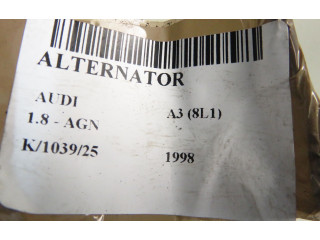 ALTERNATOR
AUDI A3 (8L1)
1.8 - AGN
K/1039/25 1998